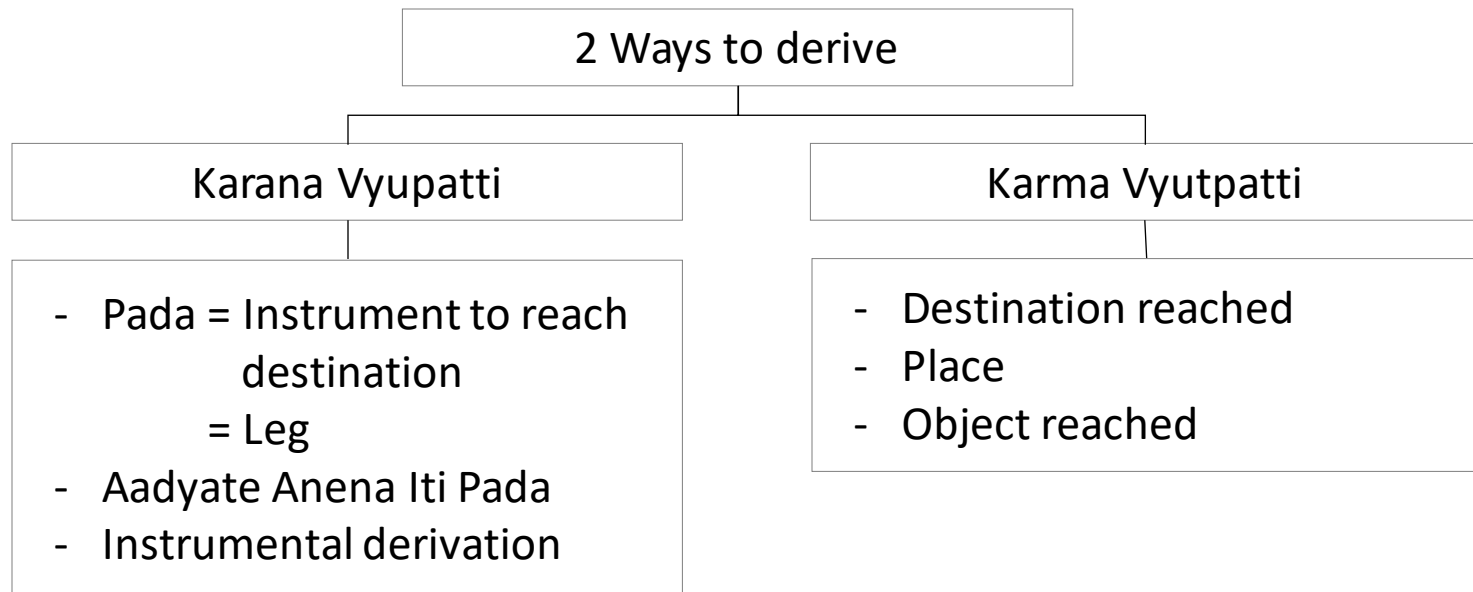 2 Ways to derive
Karana Vyupatti
Karma Vyutpatti
- Pada = Instrument to reach
destination
= Leg
- Aadyate Anena Iti Pada
- Instrumental derivation
- Destination reached
- Place
- Object reached